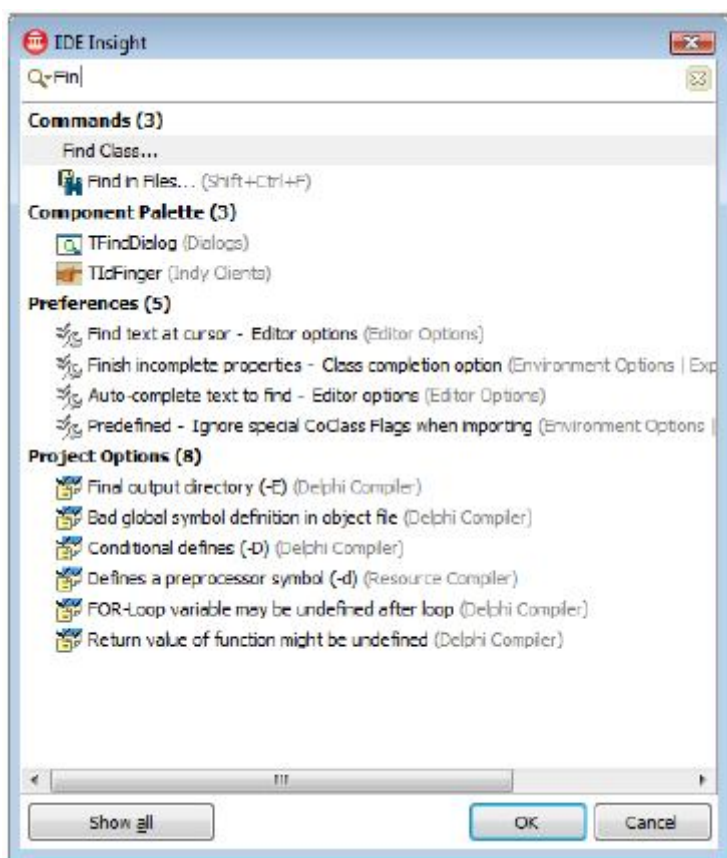 IDE Insight
Fin
Commands (3)
Find Class...
Find in Files... (Shift+Ctrl+F)
Component Palette (3)
TFindDialog (Dialogs)
TIdFinger (Indy Clients)
Preferences (5)
Find text at cursor - Editor options (Editor Options)
Finish incomplete properties - Class completion option (Environment Options | Exp
Auto-complete text to find - Editor options (Editor Options)
Predefined - Ignore special CoClass Flags when importing (Environment Options |
Project Options (8)
Final output directory (-E) (Delphi Compiler)
Bad global symbol definition in object file (Delphi Compiler)
Conditional defines (-D) (Delphi Compiler)
Defines a preprocessor symbol (-d) (Resource Compiler)
FOR-Loop variable may be undefined after loop (Delphi Compiler)
Return value of function might be undefined (Delphi Compiler)
Show all OK Cancel